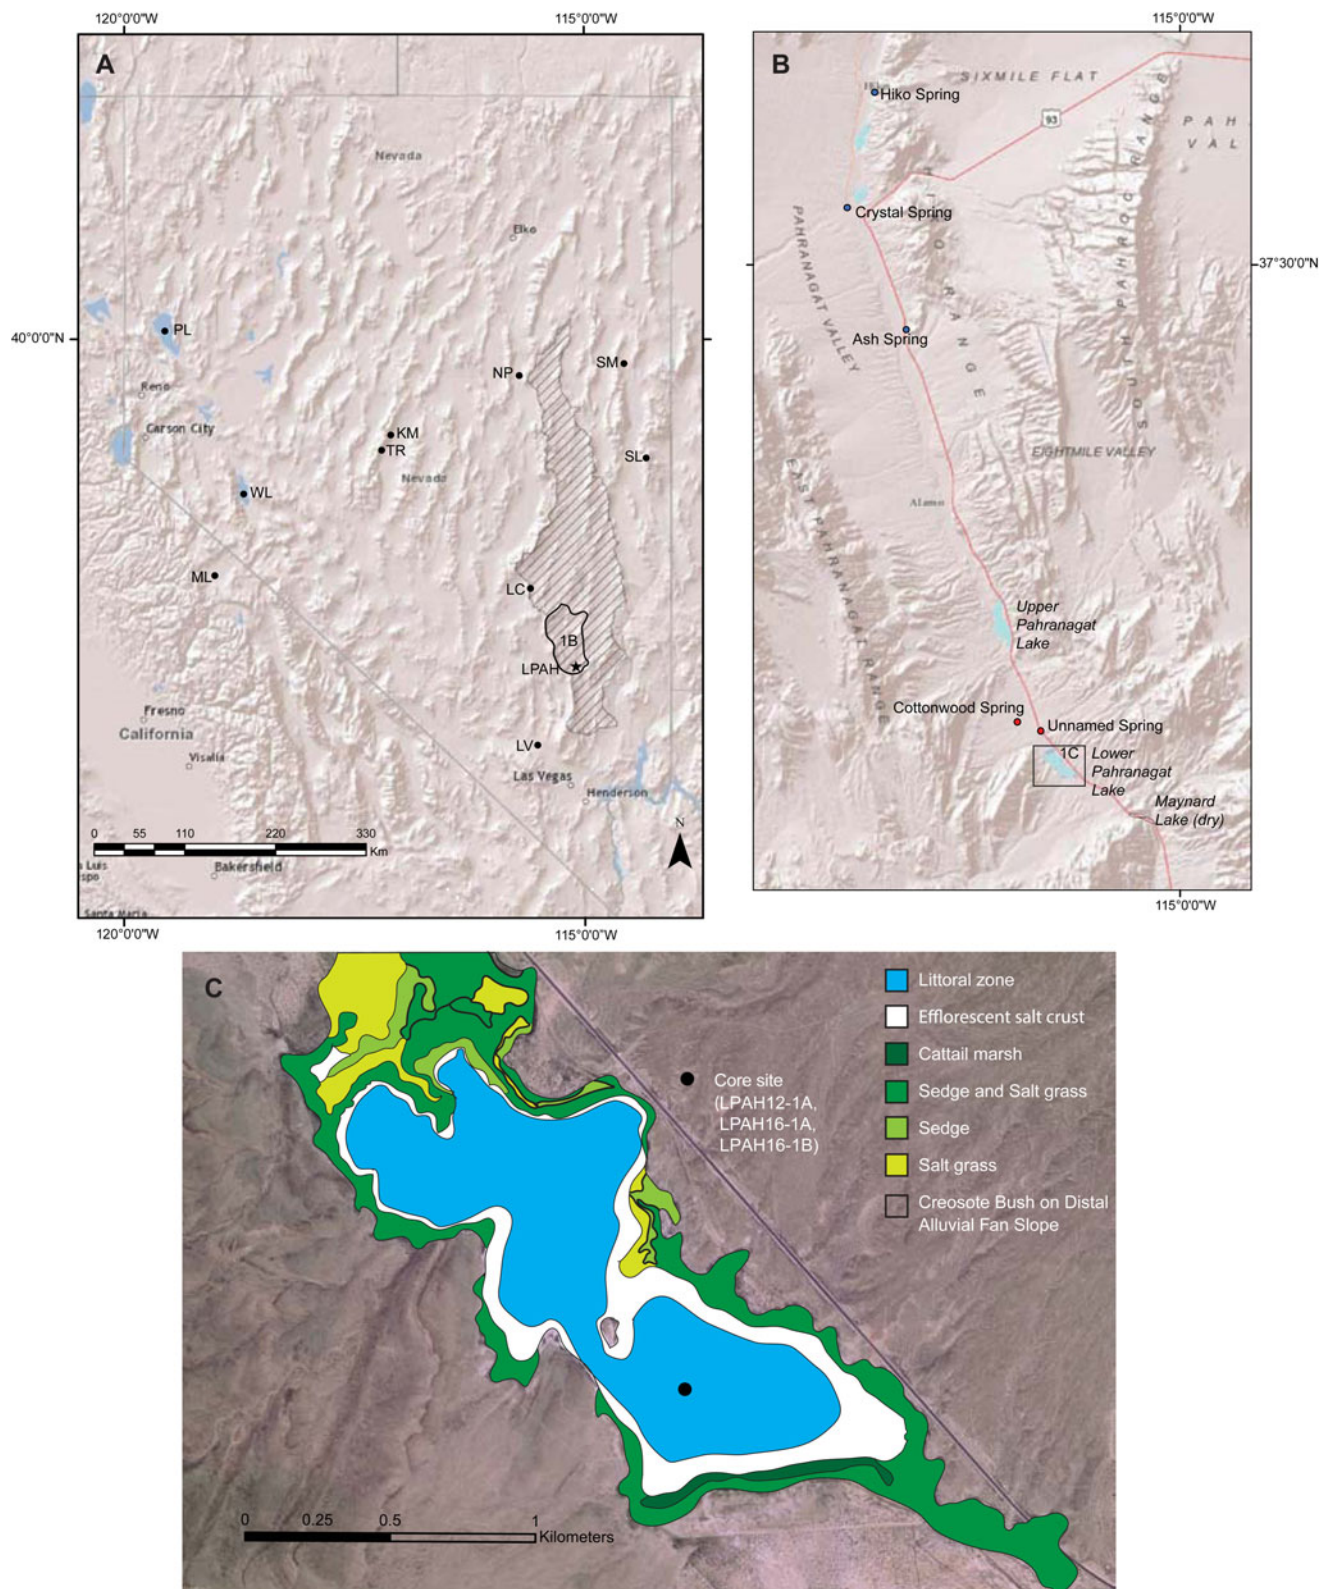 120°0'0"W
115°0'0"W
A
Nevada
Elko
40°0'0"N
PL
Reno
Carson City
NP
SM
KM
TR
Nevada
SL
WL
ML
LC
1B
LPAH
Fresno
California
Visalia
LV
Las Vegas
Henderson
0 55 110 220 330
Km
N
Bakersfield
Santa Maria
120°0'0"W
115°0'0"W
115°0'0"W
B
SIXMILE FLAT
Hiko Spring
93
Crystal Spring
PAHRANAGAT VALLEY
HIKO RANGE
SOUTH PAHROC RANGE
37°30'0"N
Ash Spring
EIGHTMILE VALLEY
EAST PAHRANAGAT RANGE
Alamo
Upper
Pahranagat
Lake
Cottonwood Spring
Unnamed Spring
1C
Lower
Pahranagat
Lake
Maynard
Lake (dry)
115°0'0"W
C
Littoral zone
Efflorescent salt crust
Cattail marsh
Sedge and Salt grass
Sedge
Salt grass
Creosote Bush on Distal
Alluvial Fan Slope
Core site
(LPAH12-1A,
LPAH16-1A,
LPAH16-1B)
0 0.25 0.5 1
Kilometers